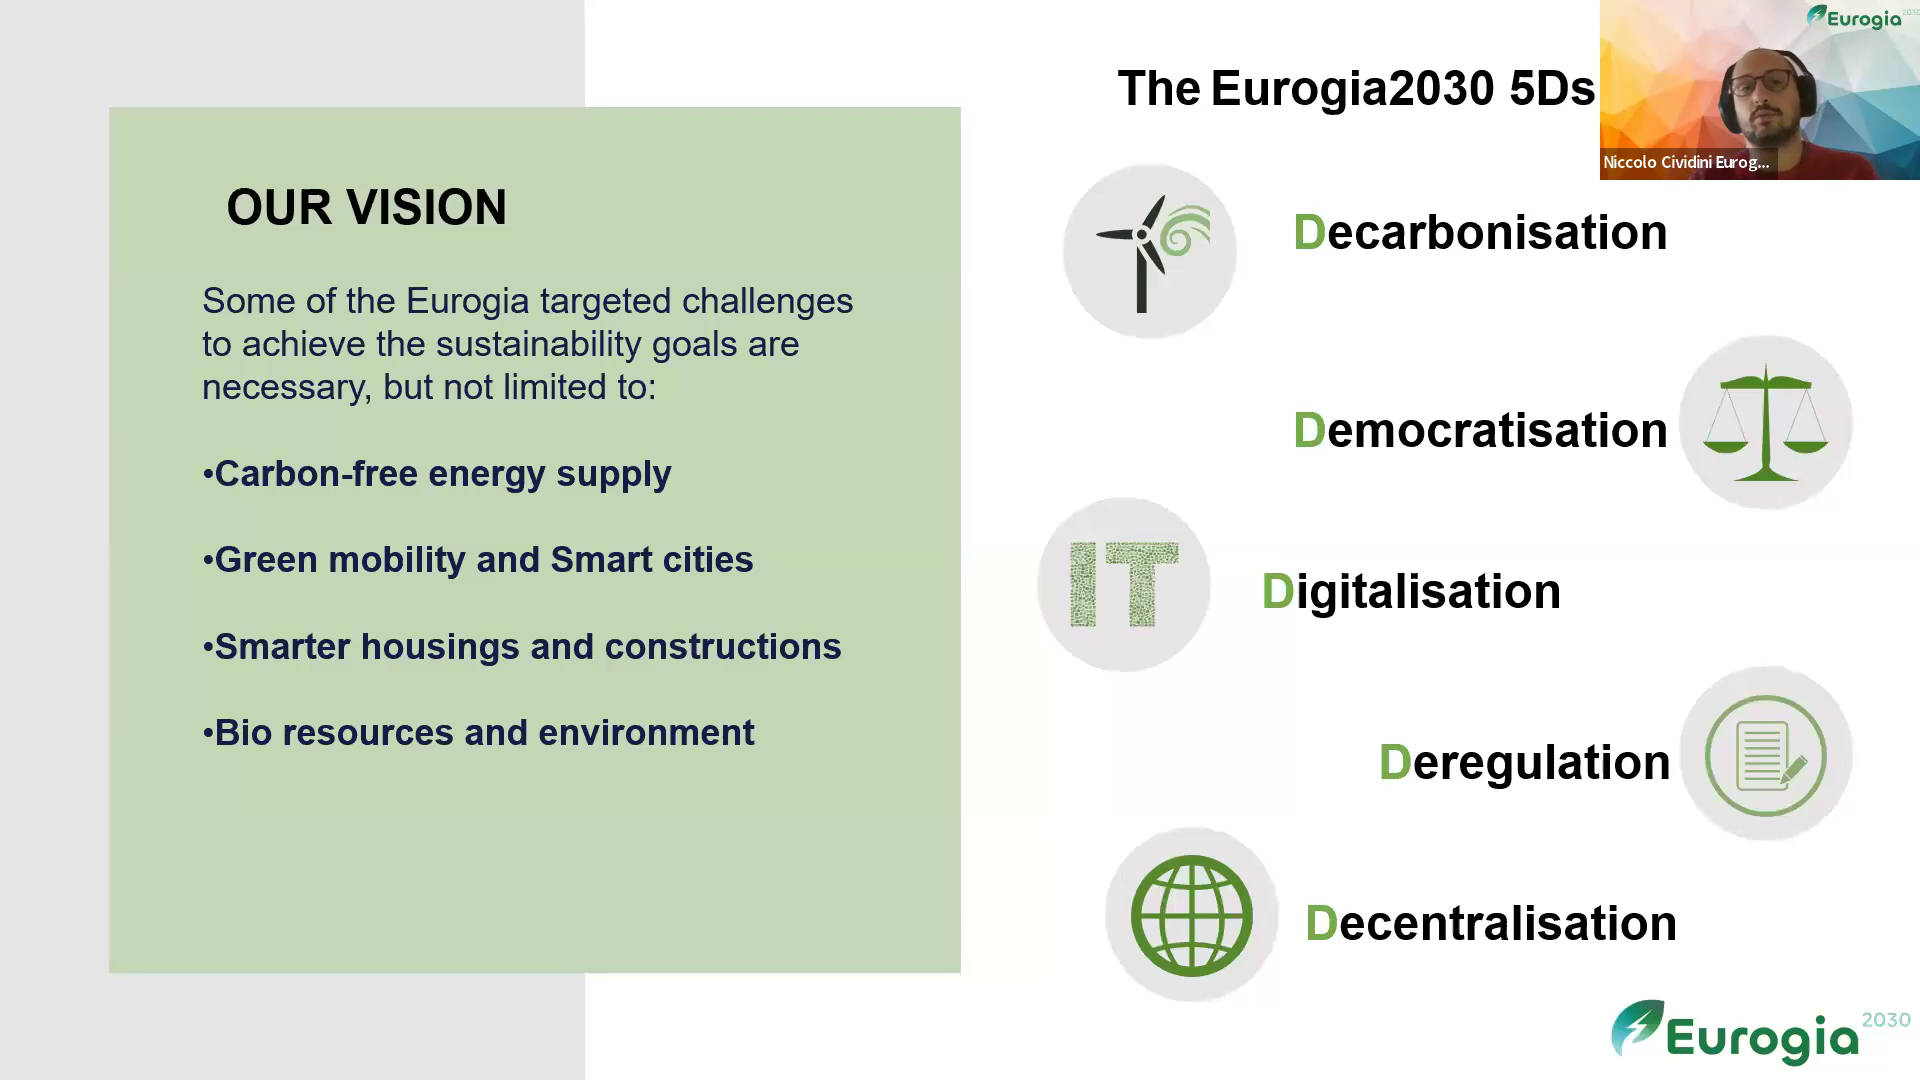 OUR VISION
Some of the Eurogia targeted challenges
to achieve the sustainability goals are
necessary, but not limited to:
•Carbon-free energy supply
•Green mobility and Smart cities
•Smarter housings and constructions
•Bio resources and environment
The Eurogia2030 5Ds
Decarbonisation
Democratisation
IT
Digitalisation
Deregulation
Decentralisation
Eurogia 2030
Niccolo Cividini Eurog...
Eurogia 2030